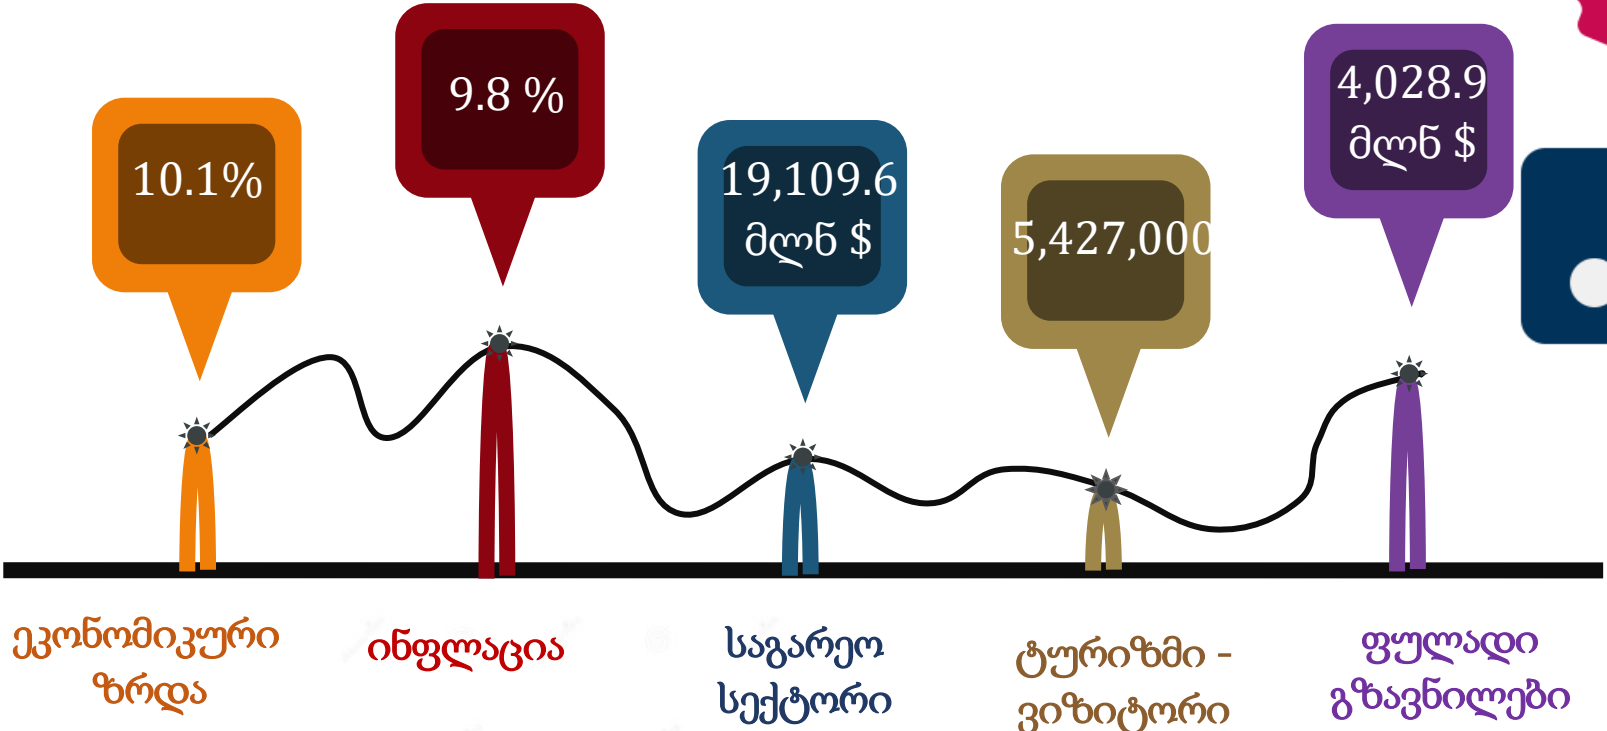 10.1%
9.8 %
19,109.6
მლნ $
5,427,000
4,028.9
მლნ $
ეკონომიკური
ზრდა
ინფლაცია
საგარეო
სექტორი
ტურიზმი -
ვიზიტორი
ფულადი
გზავნილები